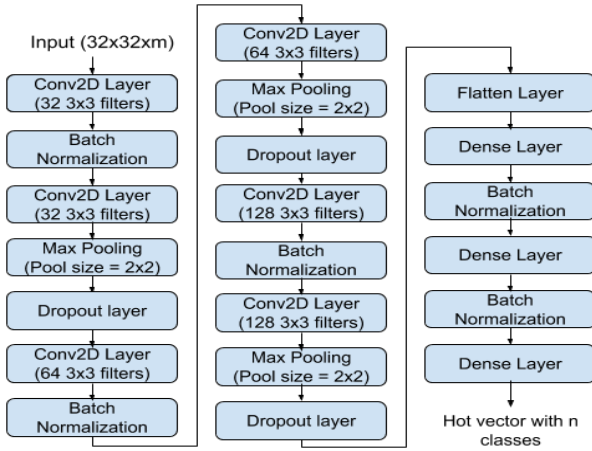 Input (32x32xm)
Conv2D Layer
(32 3x3 filters)
Batch
Normalization
Conv2D Layer
(32 3x3 filters)
Max Pooling
(Pool size = 2x2)
Dropout layer
Conv2D Layer
(64 3x3 filters)
Batch
Normalization
Conv2D Layer
(64 3x3 filters)
Max Pooling
(Pool size = 2x2)
Dropout layer
Conv2D Layer
(128 3x3 filters)
Batch
Normalization
Conv2D Layer
(128 3x3 filters)
Max Pooling
(Pool size = 2x2)
Dropout layer
Flatten Layer
Dense Layer
Batch
Normalization
Dense Layer
Batch
Normalization
Dense Layer
Hot vector with n
classes